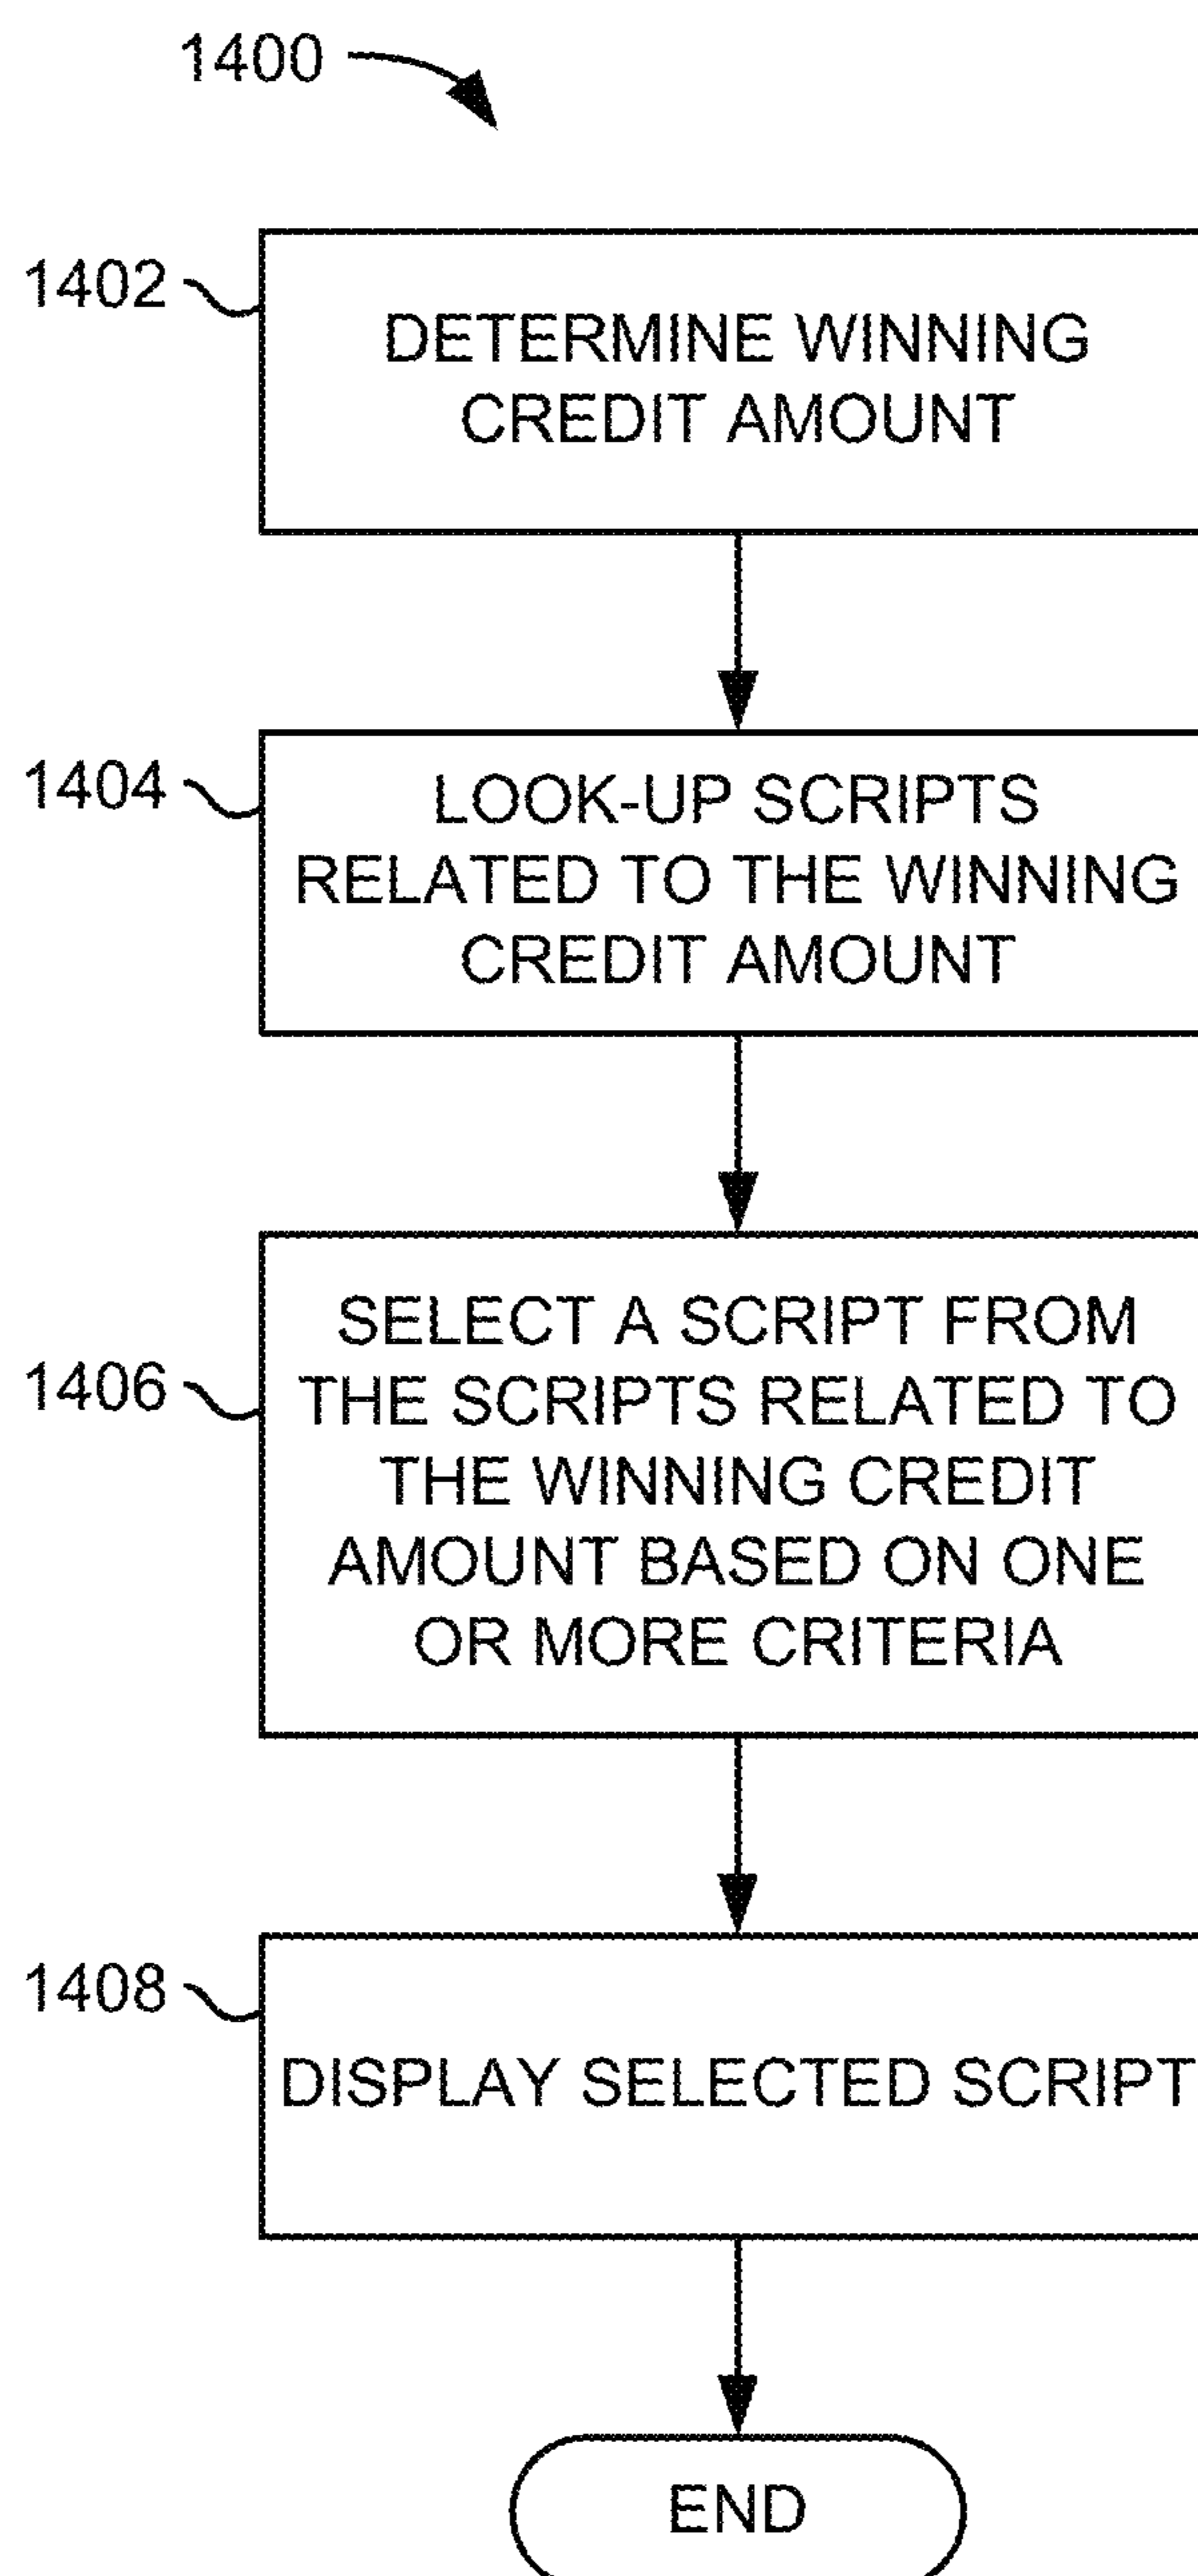 1400
1402
DETERMINE WINNING
CREDIT AMOUNT
1404
LOOK-UP SCRIPTS
RELATED TO THE WINNING
CREDIT AMOUNT
1406
SELECT A SCRIPT FROM
THE SCRIPTS RELATED TO
THE WINNING CREDIT
AMOUNT BASED ON ONE
OR MORE CRITERIA
1408
DISPLAY SELECTED SCRIPT
END